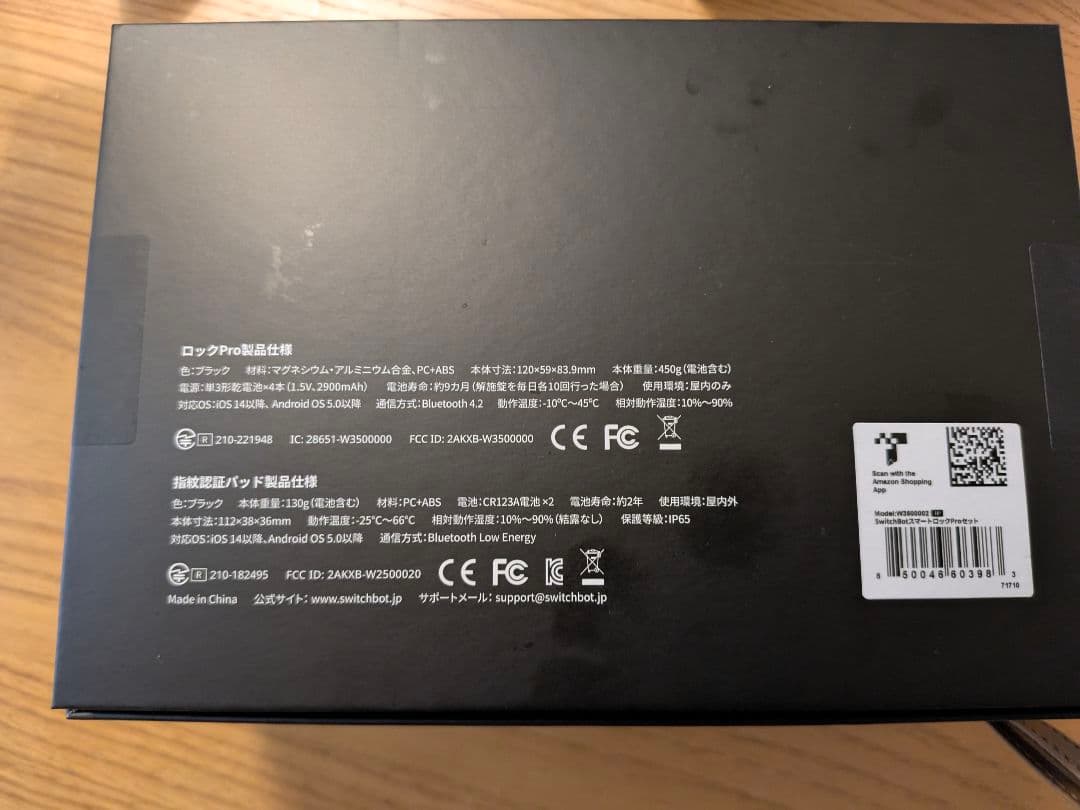 ロックPro製品仕様
色:ブラック 材料:マグネシウム・アルミニウム合金、PC+ABS 本体寸法:120×59×83.9mm 本体重量:450g(電池含む)
電源:単3形乾電池×4本(1.5V、2900mAh) 電池寿命:約9カ月(解施錠を毎日各10回行った場合) 使用環境:屋内のみ
対応OS:iOS 14以降、Android OS 5.0以降 通信方式:Bluetooth 4.2 動作温度:-10℃〜45℃ 相対動作湿度:10%〜90%
R 210-221948 IC: 28651-W3500000 FCC ID: 2AKXB-W3500000 CE FC
指紋認証パッド製品仕様
色:ブラック 本体重量:130g(電池含む) 材料:PC+ABS 電池:CR123A電池×2 電池寿命:約2年 使用環境:屋内外
本体寸法:112×38×36mm 動作温度:-25℃〜66℃ 相対動作湿度:10%〜90%(結露なし) 保護等級:IP65
対応OS:iOS 14以降、Android OS 5.0以降 通信方式:Bluetooth Low Energy
R 210-182495 FCC ID: 2AKXB-W2500020 CE FC
Made in China 公式サイト: www.switchbot.jp サポートメール: support@switchbot.jp
Scan with the
Amazon Shopping
App
SwitchBotスマートロックProセット
8 50046 60398 3
71710